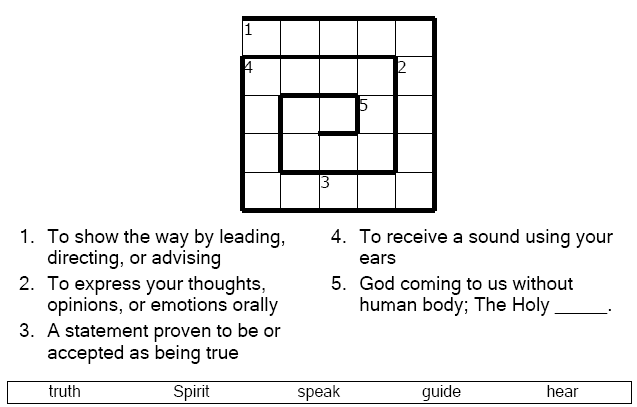 1
4
2
5
3
1. To show the way by leading,
directing, or advising
2. To express your thoughts,
opinions, or emotions orally
3. A statement proven to be or
accepted as being true
4. To receive a sound using your
ears
5. God coming to us without
human body; The Holy _____.
truth Spirit speak guide hear